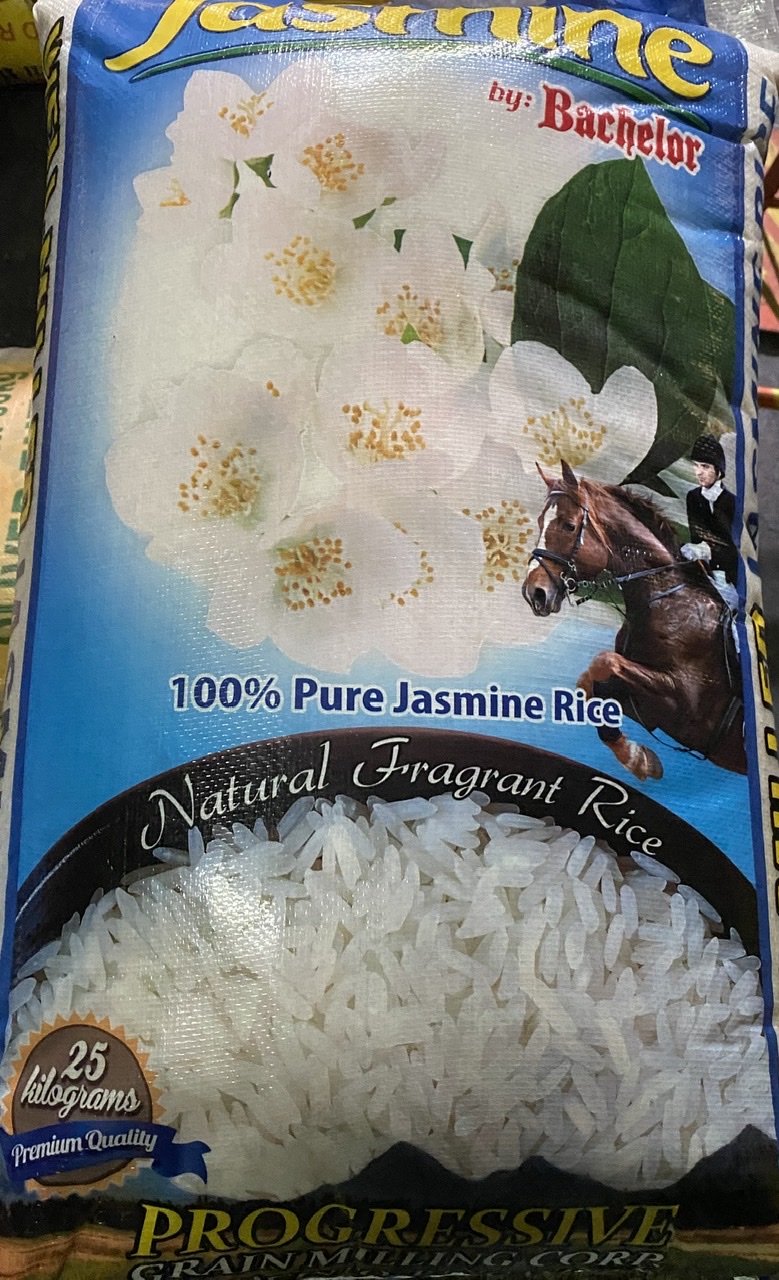 Jasmine
by: Bachelor
100% Pure Jasmine Rice
Natural Fragrant Rice
25
kilograms
Premium Quality
PROGRESSIVE
GRAIN MILLING CORP.